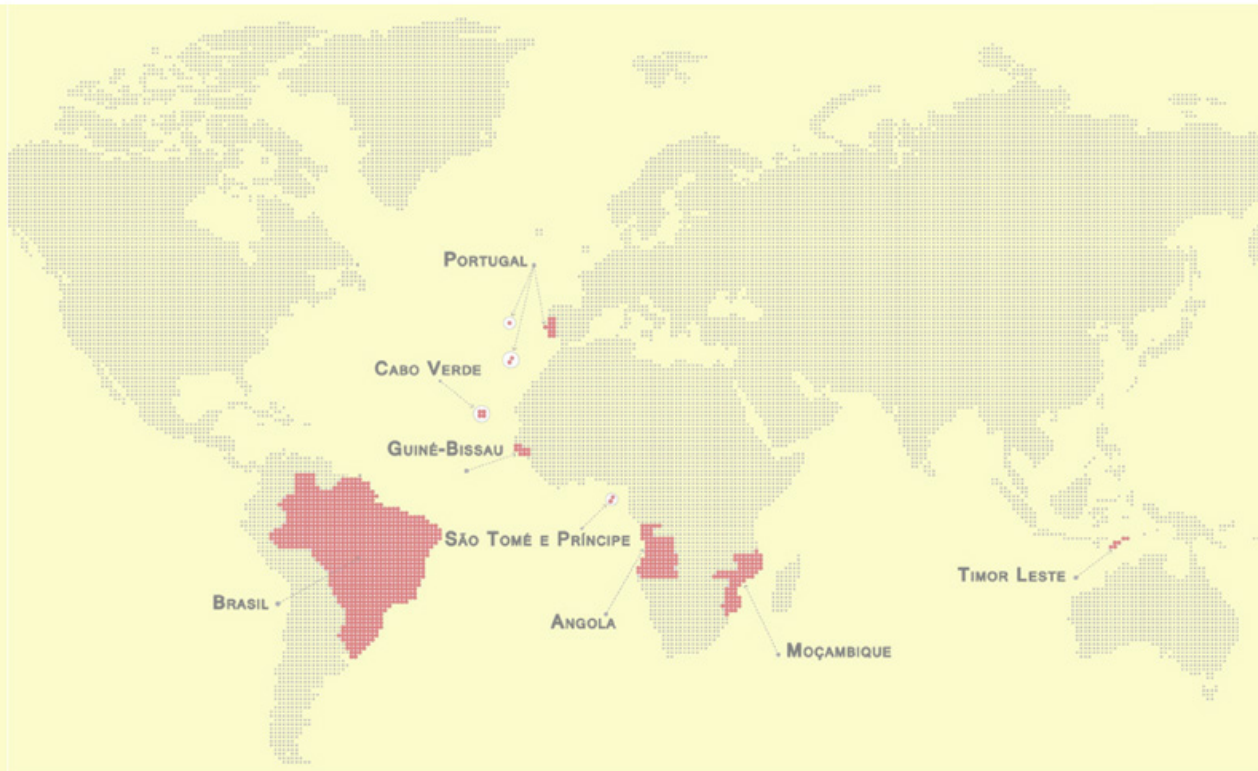 PORTUGAL
CABO VERDE
GUINÉ-BISSAU
SÃO TOMÉ E PRÍNCIPE
TIMOR LESTE
BRASIL
ANGOLA
MOÇAMBIQUE